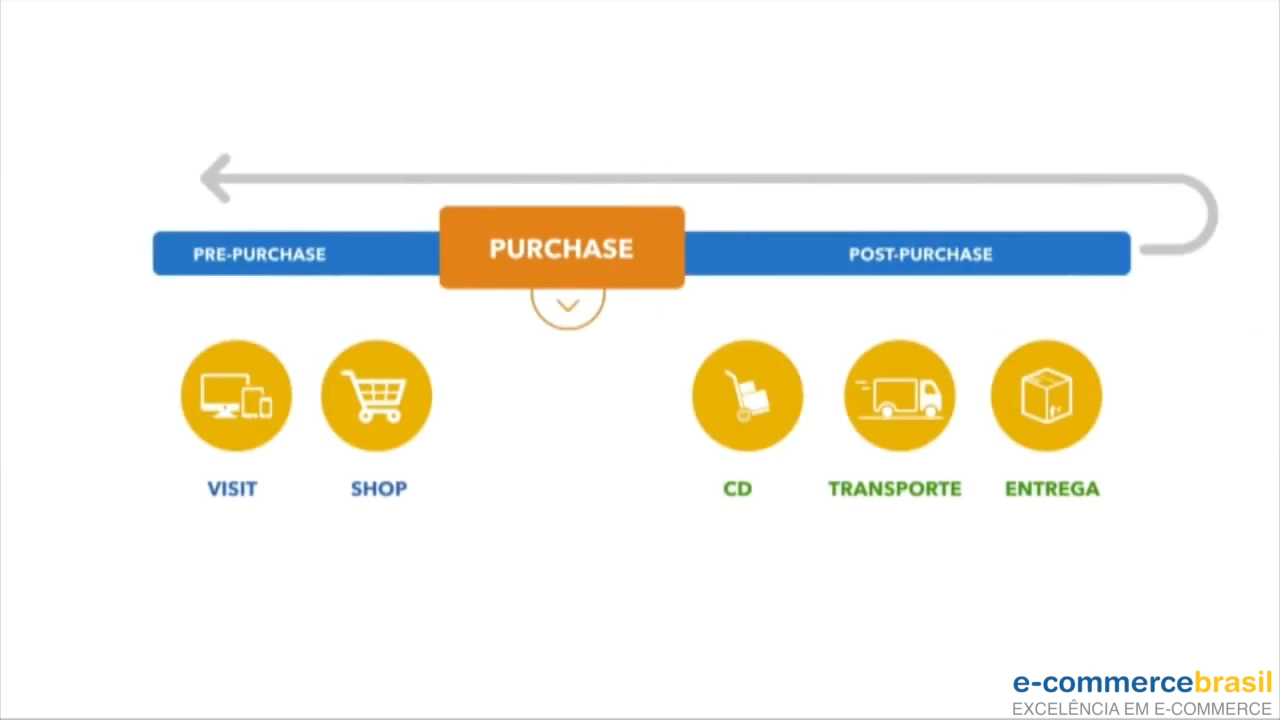 PRE-PURCHASE
PURCHASE
POST-PURCHASE
VISIT
SHOP
CD
TRANSPORTE
ENTREGA
e-commercebrasil
EXCELÊNCIA EM E-COMMERCE